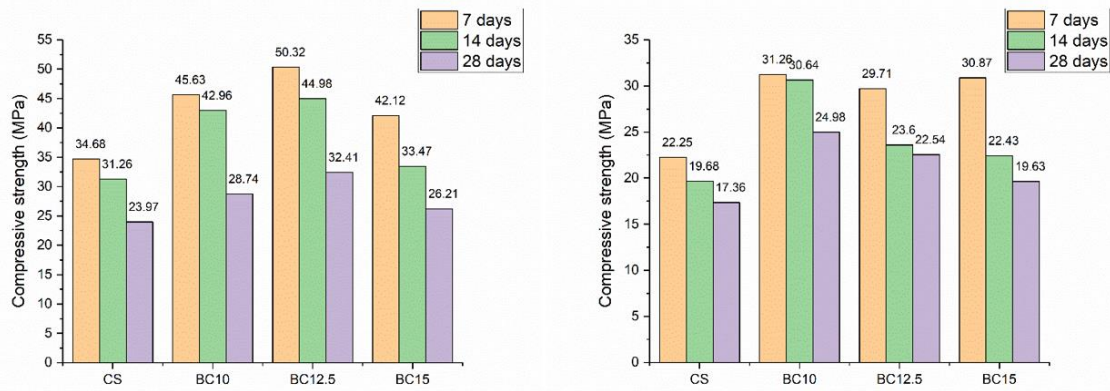 7 days
14 days
28 days
Compressive strength (MPa)
55
50
45
40
35
30
25
20
15
10
5
0
34.68
31.26
23.97
45.63
42.96
28.74
50.32
44.98
32.41
42.12
33.47
26.21
CS
BC10
BC12.5
BC15
7 days
14 days
28 days
Compressive strength (MPa)
35
30
25
20
15
10
5
0
22.25
19.68
17.36
31.26
30.64
24.98
29.71
23.6
22.54
30.87
22.43
19.63
CS
BC10
BC12.5
BC15